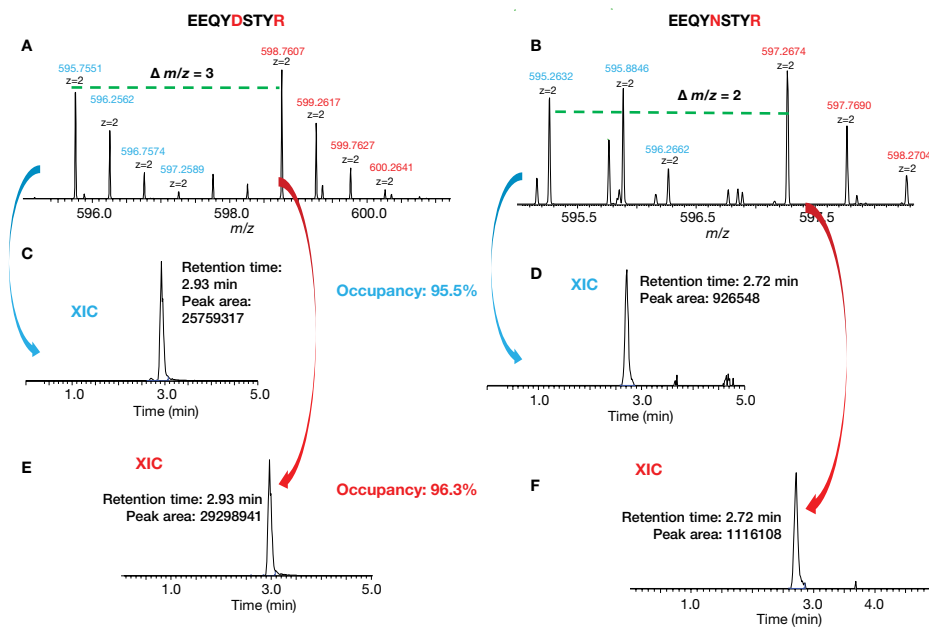 EEQYDSTYR
A
598.7607
z=2
595.7551
z=2
Δ m/z = 3
596.2562
z=2
599.2617
z=2
596.7574
z=2
597.2589
z=2
599.7627
z=2
600.2641
z=2
596.0
598.0
600.0
m/z
EEQYNSTYR
B
597.2674
z=2
595.2632
z=2
595.8846
z=2
Δ m/z = 2
597.7690
z=2
596.2662
z=2
598.2704
z=2
595.5
596.5
597.5
m/z
C
XIC
Retention time:
2.93 min
Peak area:
25759317
1.0
3.0
5.0
Time (min)
Occupancy: 95.5%
D
XIC
Retention time: 2.72 min
Peak area: 926548
1.0
3.0
5.0
Time (min)
E
XIC
Retention time: 2.93 min
Peak area: 29298941
1.0
3.0
5.0
Time (min)
Occupancy: 96.3%
F
XIC
Retention time: 2.72 min
Peak area: 1116108
1.0
3.0
4.0
Time (min)